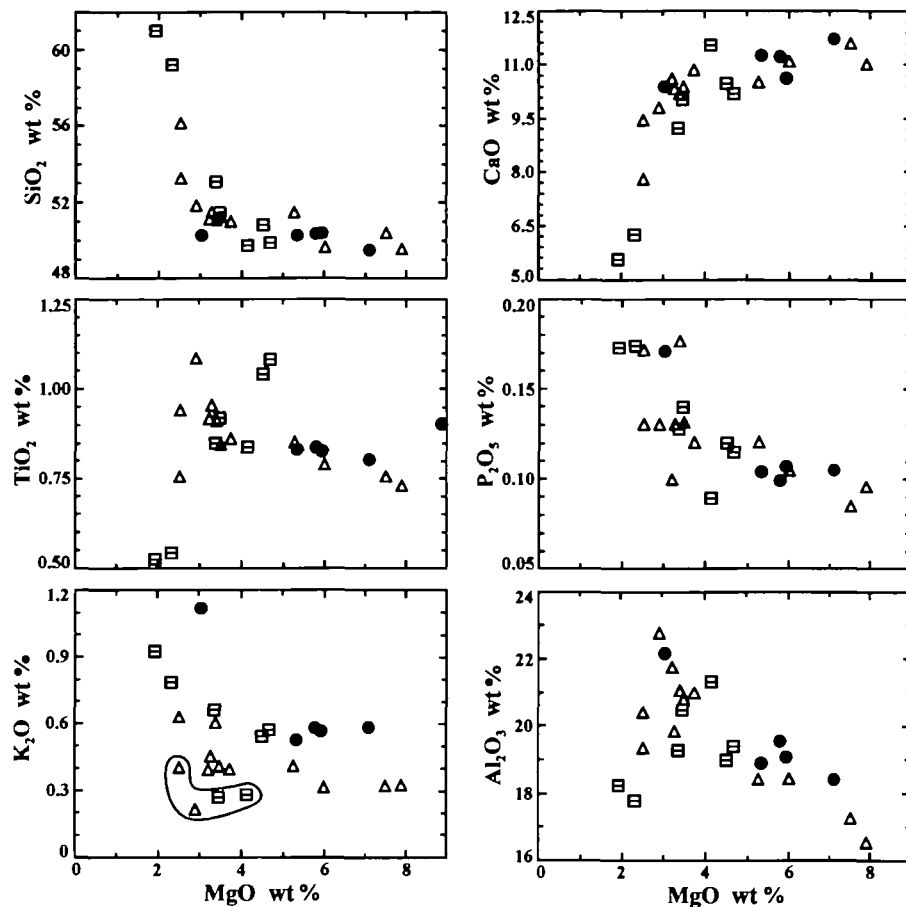 SiO2 wt %
60
56
52
48
CaO wt %
12.5
11.0
9.5
8.0
6.5
5.0
TiO2 wt %
1.25
1.00
0.75
0.50
P2O5 wt %
0.20
0.15
0.10
0.05
K2O wt %
1.2
0.9
0.6
0.3
0
0 2 4 6 8
MgO wt %
Al2O3 wt %
24
22
20
18
16
0 2 4 6 8
MgO wt %